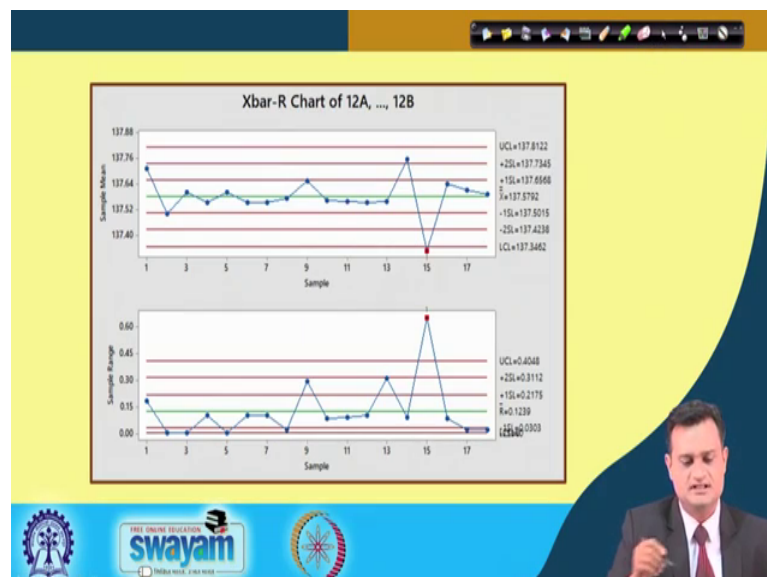 Xbar-R Chart of 12A, ..., 12B
137.88
137.76
137.64
137.52
137.40
Sample Mean
1 3 5 7 9 11 13 15 17
Sample
UCL=137.8122
+2SL=137.7345
+1SL=137.6568
X=137.5792
-1SL=137.5015
-2SL=137.4238
LCL=137.3462
0.60
0.45
0.30
0.15
0.00
Sample Range
1 3 5 7 9 11 13 15 17
Sample
UCL=0.4048
+2SL=0.3112
+1SL=0.2175
R=0.1239
-1SL=0.0303
FREE ONLINE EDUCATION
swayam